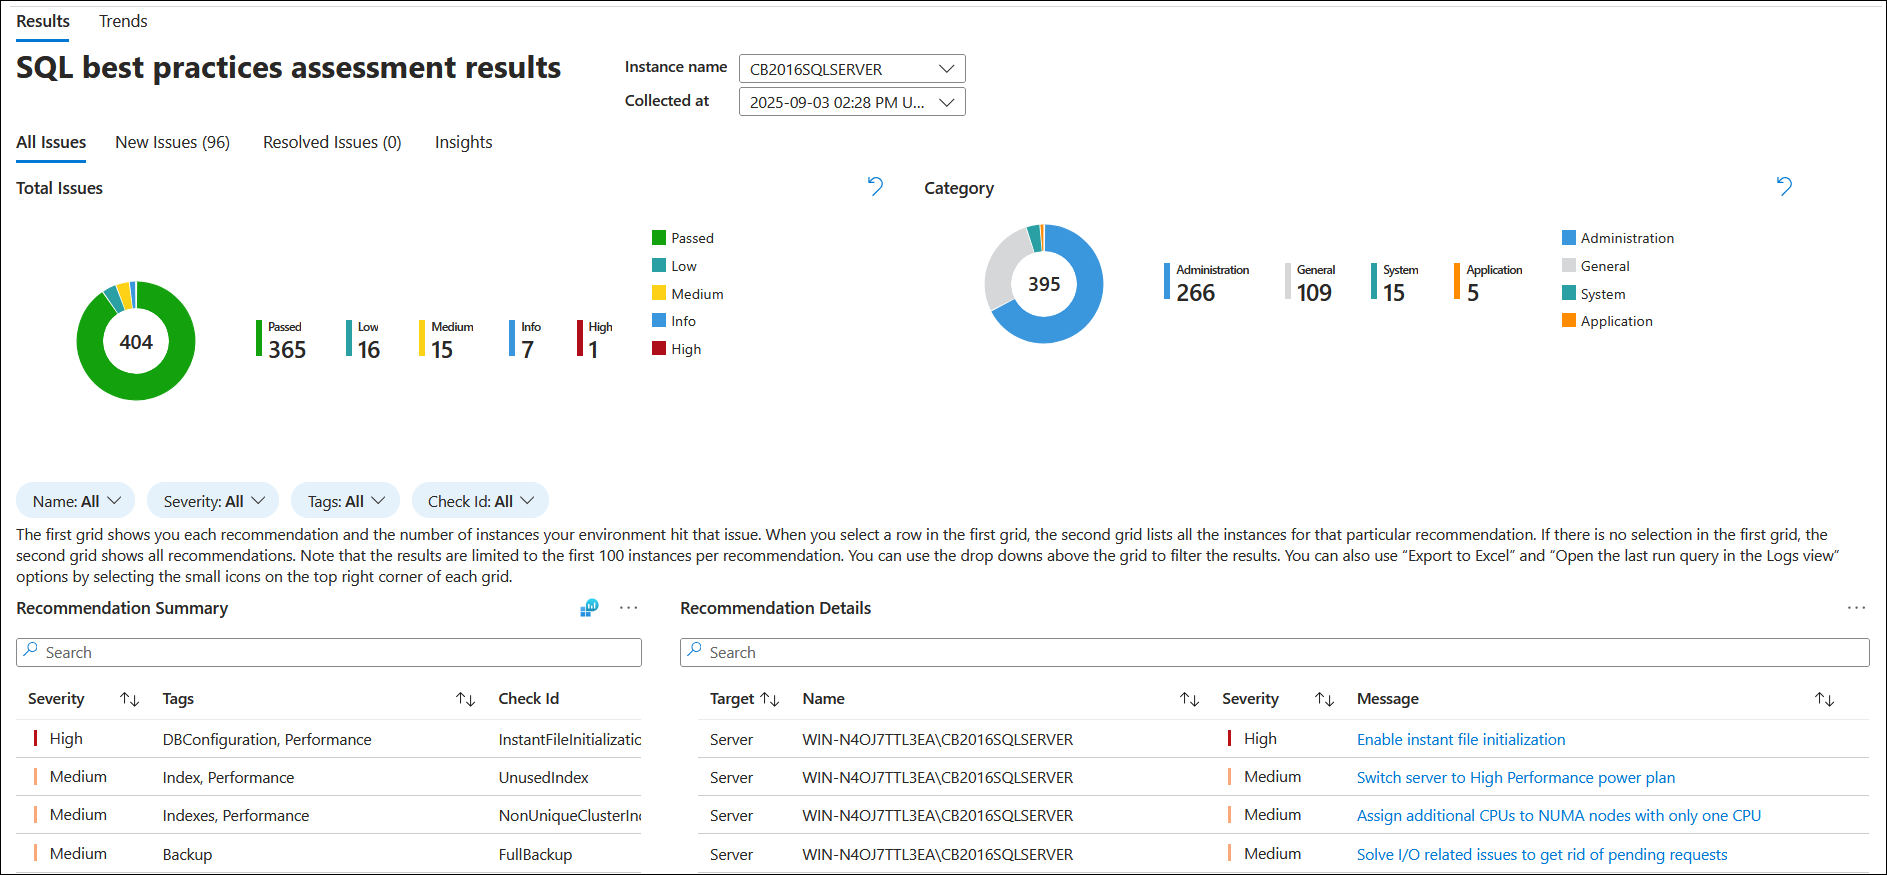 Results Trends
SQL best practices assessment results
Instance name CB2016SQLSERVER
Collected at 2025-09-03 02:28 PM U...
All Issues New Issues (96) Resolved Issues (0) Insights
Total Issues
404
Passed 365
Low 16
Medium 15
Info 7
High 1
Passed
Low
Medium
Info
High
Category
395
Administration 266
General 109
System 15
Application 5
Administration
General
System
Application
Name: All Severity: All Tags: All Check Id: All
The first grid shows you each recommendation and the number of instances your environment hit that issue. When you select a row in the first grid, the second grid lists all the instances for that particular recommendation. If there is no selection in the first grid, the
second grid shows all recommendations. Note that the results are limited to the first 100 instances per recommendation. You can use the drop downs above the grid to filter the results. You can also use “Export to Excel” and “Open the last run query in the Logs view”
options by selecting the small icons on the top right corner of each grid.
Recommendation Summary
Search
Severity Tags Check Id
High DBConfiguration, Performance InstantFileInitializatio
Medium Index, Performance UnusedIndex
Medium Indexes, Performance NonUniqueClusterInd
Medium Backup FullBackup
Recommendation Details
Search
Target Name Severity Message
Server WIN-N4OJ7TTL3EA\CB2016SQLSERVER High Enable instant file initialization
Server WIN-N4OJ7TTL3EA\CB2016SQLSERVER Medium Switch server to High Performance power plan
Server WIN-N4OJ7TTL3EA\CB2016SQLSERVER Medium Assign additional CPUs to NUMA nodes with only one CPU
Server WIN-N4OJ7TTL3EA\CB2016SQLSERVER Medium Solve I/O related issues to get rid of pending requests